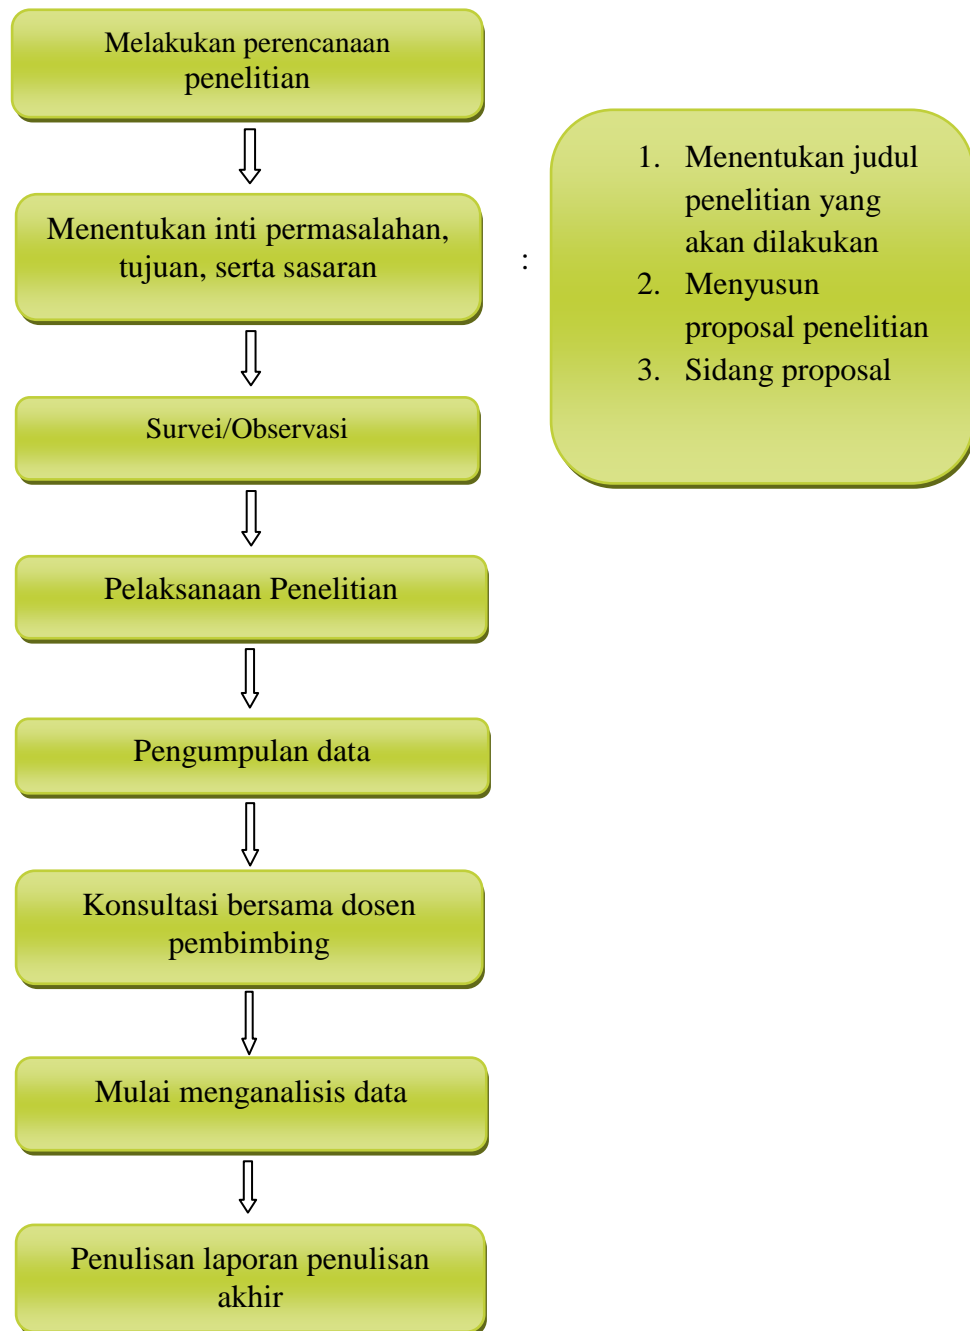 Melakukan perencanaan
penelitian
Menentukan inti permasalahan,
tujuan, serta sasaran
:
1. Menentukan judul
penelitian yang
akan dilakukan
2. Menyusun
proposal penelitian
3. Sidang proposal
Survei/Observasi
Pelaksanaan Penelitian
Pengumpulan data
Konsultasi bersama dosen
pembimbing
Mulai menganalisis data
Penulisan laporan penulisan
akhir